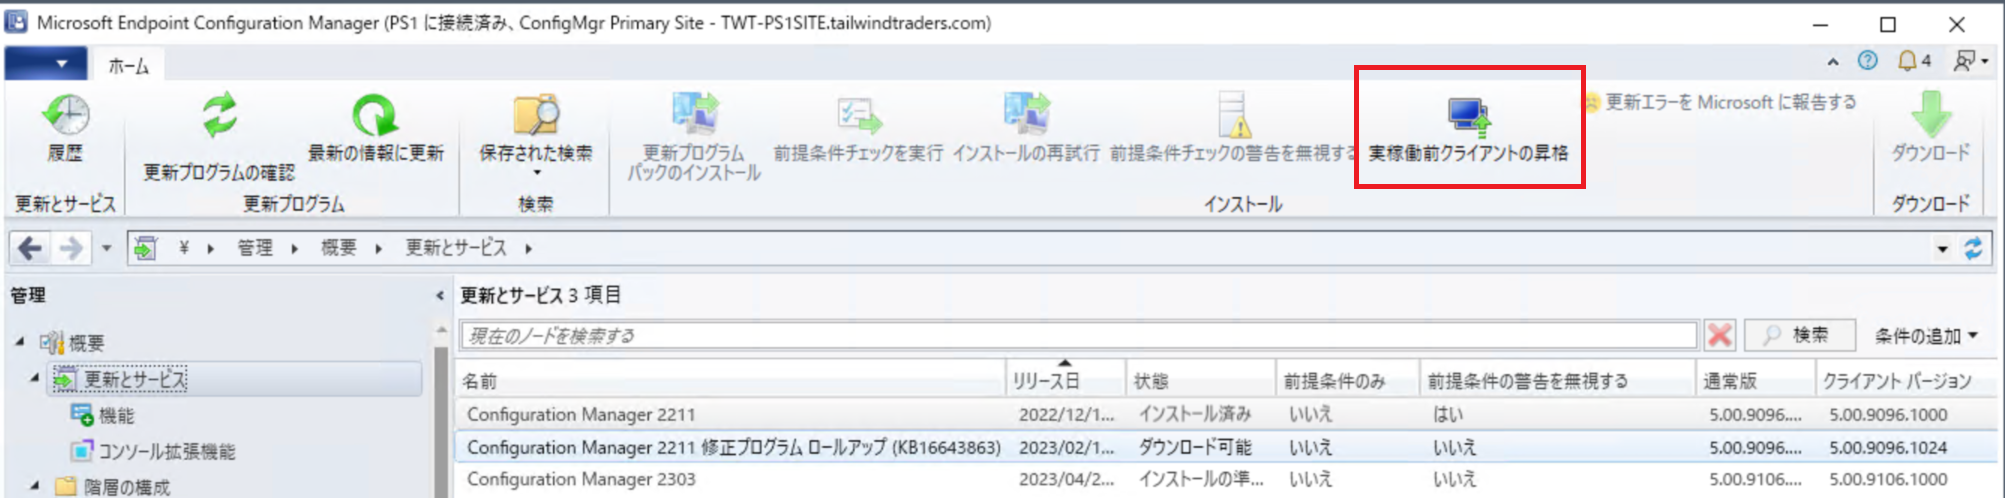 Microsoft Endpoint Configuration Manager (PS1 に接続済み、ConfigMgr Primary Site - TWT-PS1SITE.tailwindtraders.com)
ホーム
4
履歴
更新プログラムの確認
最新の情報に更新
保存された検索
更新プログラム
パックのインストール
前提条件チェックを実行
インストールの再試行
前提条件チェックの警告を無視する
実稼働前クライアントの昇格
更新エラーを Microsoft に報告する
ダウンロード
更新とサービス
更新プログラム
検索
インストール
ダウンロード
¥ 管理 概要 更新とサービス
管理
更新とサービス 3 項目
現在のノードを検索する
検索
条件の追加
概要
更新とサービス
機能
コンソール拡張機能
階層の構成
名前 リリース日 状態 前提条件のみ 前提条件の警告を無視する 通常版 クライアント バージョン
Configuration Manager 2211 2022/12/1... インストール済み いいえ はい 5.00.9096.... 5.00.9096.1000
Configuration Manager 2211 修正プログラム ロールアップ (KB16643863) 2023/02/1... ダウンロード可能 いいえ いいえ 5.00.9096.... 5.00.9096.1024
Configuration Manager 2303 2023/04/2... インストールの準... いいえ いいえ 5.00.9106.... 5.00.9106.1000